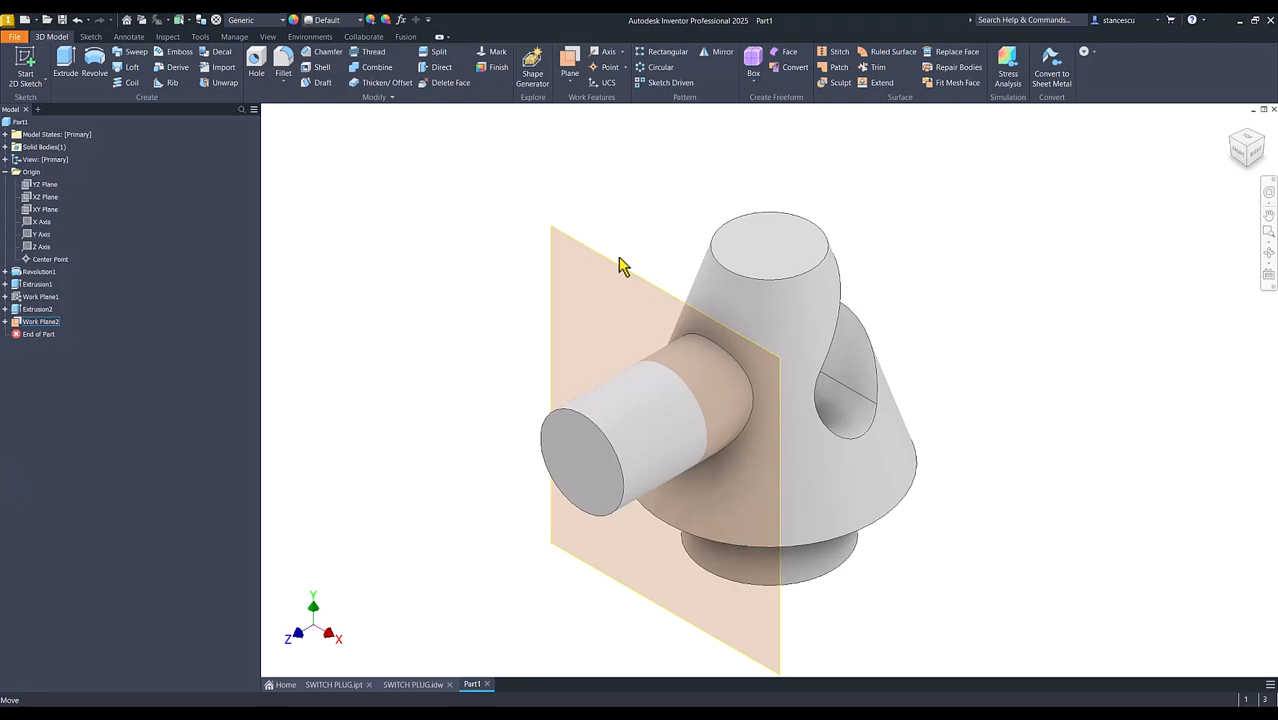 Generic Default fx Autodesk Inventor Professional 2025 Part1 Search Help & Commands... stancescu
File 3D Model Sketch Annotate Inspect Tools Manage View Environments Collaborate Fusion
Start 2D Sketch Extrude Revolve Sweep Emboss Decal Hole Fillet Chamfer Thread Split Mark Shape Generator Plane Axis Rectangular Mirror Box Face Stitch Ruled Surface Replace Face Stress Analysis Convert to Sheet Metal
Loft Derive Import Shell Combine Direct Finish Point Circular Convert Patch Trim Repair Bodies
Coil Rib Unwrap Draft Thicken/ Offset Delete Face UCS Sketch Driven Sculpt Extend Fit Mesh Face
Sketch Create Modify Explore Work Features Pattern Create Freeform Surface Simulation Convert
Model
Part1
Model States: [Primary]
Solid Bodies(1)
View: [Primary]
Origin
YZ Plane
XZ Plane
XY Plane
X Axis
Y Axis
Z Axis
Center Point
Revolution1
Extrusion1
Work Plane1
Extrusion2
Work Plane2
End of Part
TOP
FRONT RIGHT
Y
Z X
Home SWITCH PLUG.ipt SWITCH PLUG.idw Part1
Move 1 3